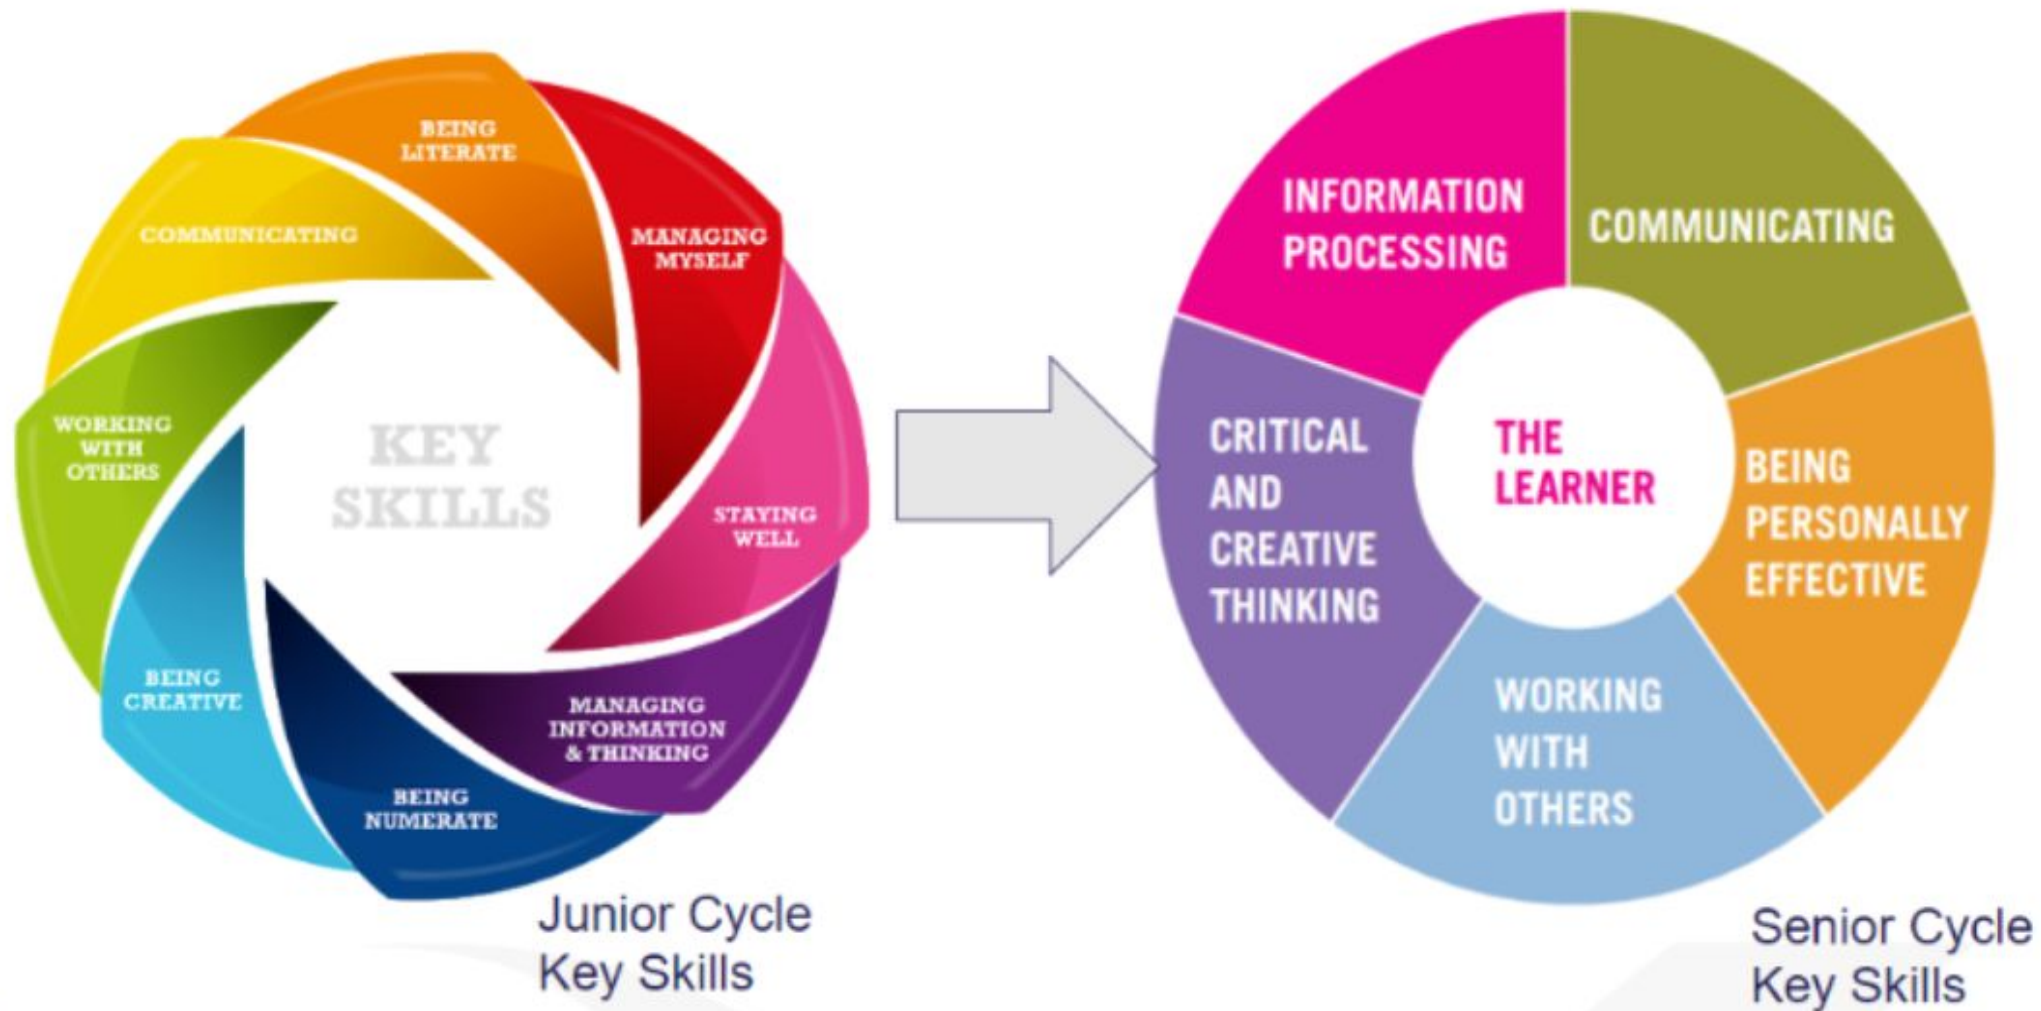 BEING
LITERATE
MANAGING
MYSELF
STAYING
WELL
MANAGING
INFORMATION
& THINKING
BEING
NUMERATE
BEING
CREATIVE
WORKING
WITH
OTHERS
COMMUNICATING
KEY
SKILLS
Junior Cycle
Key Skills
INFORMATION
PROCESSING
COMMUNICATING
BEING
PERSONALLY
EFFECTIVE
WORKING
WITH
OTHERS
CRITICAL
AND
CREATIVE
THINKING
THE
LEARNER
Senior Cycle
Key Skills